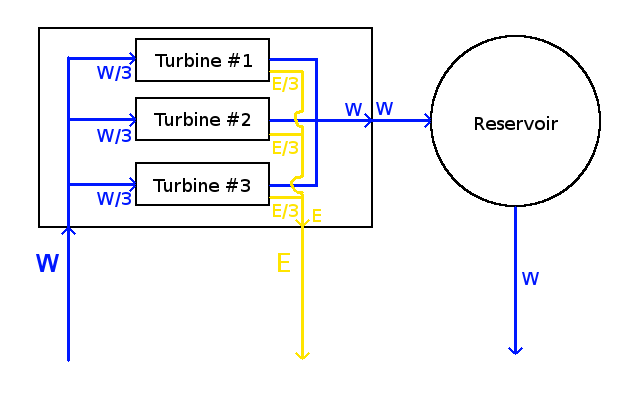 Turbine #1
W/3
E/3
W
W
Turbine #2
W/3
E/3
Reservoir
Turbine #3
W/3
E/3
E
W
E
W